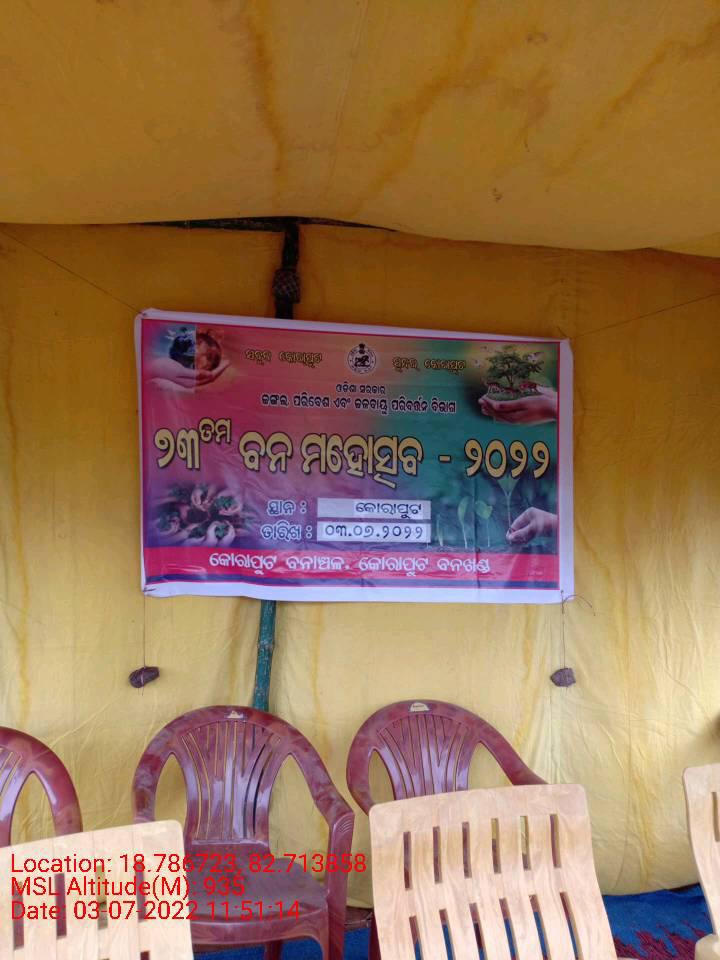 ସବୁଜ କୋରାପୁଟ ସୁନ୍ଦର କୋରାପୁଟ
ଓଡିଶା ସରକାର
ଜଙ୍ଗଲ, ପରିବେଶ ଏବଂ ଜଳବାୟୁ ପରିବର୍ତ୍ତନ ବିଭାଗ
୭୩ତମ ବନ ମହୋତ୍ସବ - ୨୦୨୨
ସ୍ଥାନ : କୋରାପୁଟ
ତାରିଖ : ୦୩.୦୭.୨୦୨୨
କୋରାପୁଟ ବନାଞ୍ଚଳ, କୋରାପୁଟ ବନଖଣ୍ଡ
Location: 18.786723, 82.713858
MSL Altitude(M): 935
Date: 03-07-2022 11:51:14